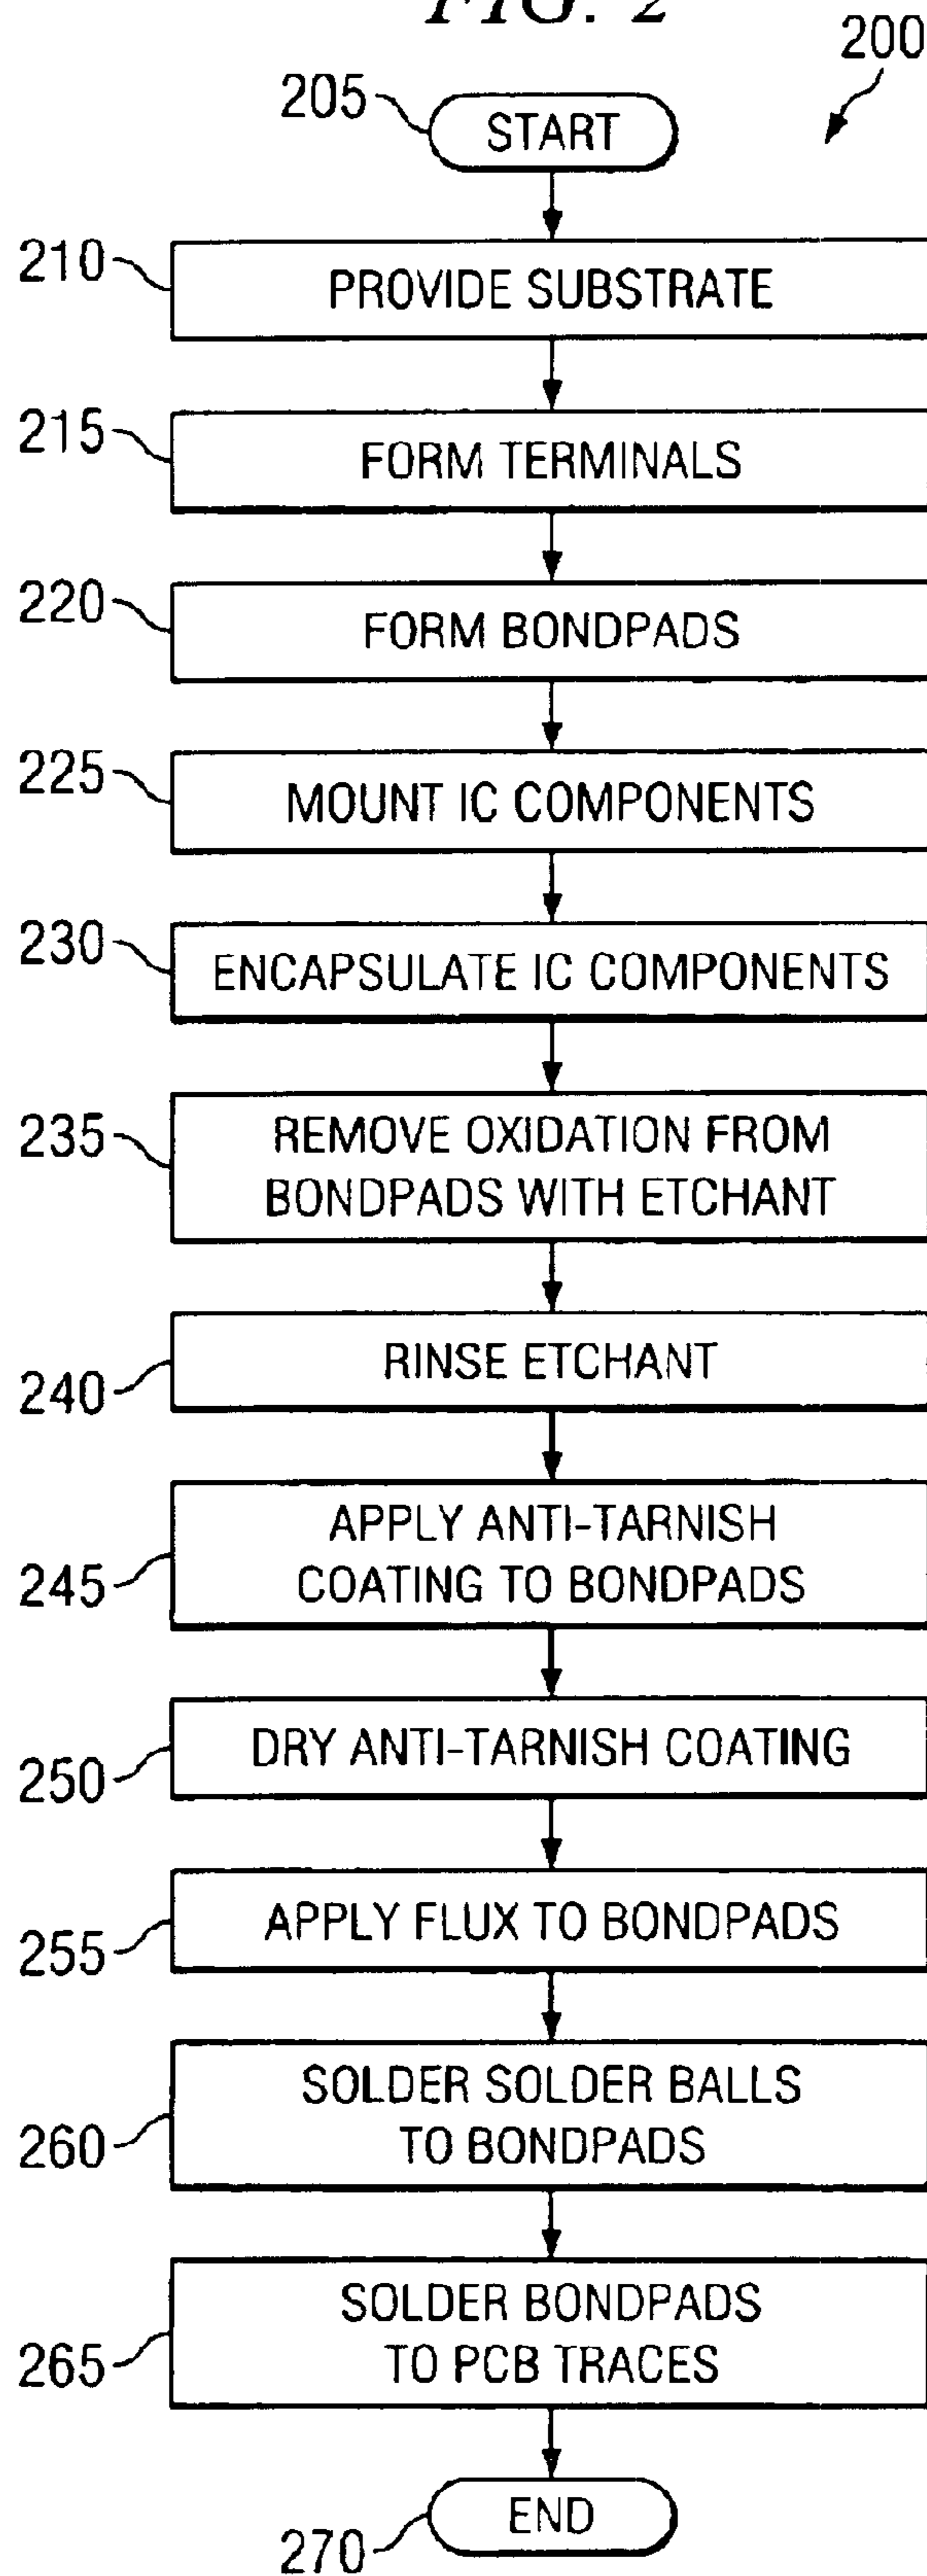 FIG. 2
200
205
START
210
PROVIDE SUBSTRATE
215
FORM TERMINALS
220
FORM BONDPADS
225
MOUNT IC COMPONENTS
230
ENCAPSULATE IC COMPONENTS
235
REMOVE OXIDATION FROM
BONDPADS WITH ETCHANT
240
RINSE ETCHANT
245
APPLY ANTI-TARNISH
COATING TO BONDPADS
250
DRY ANTI-TARNISH COATING
255
APPLY FLUX TO BONDPADS
260
SOLDER SOLDER BALLS
TO BONDPADS
265
SOLDER BONDPADS
TO PCB TRACES
270
END